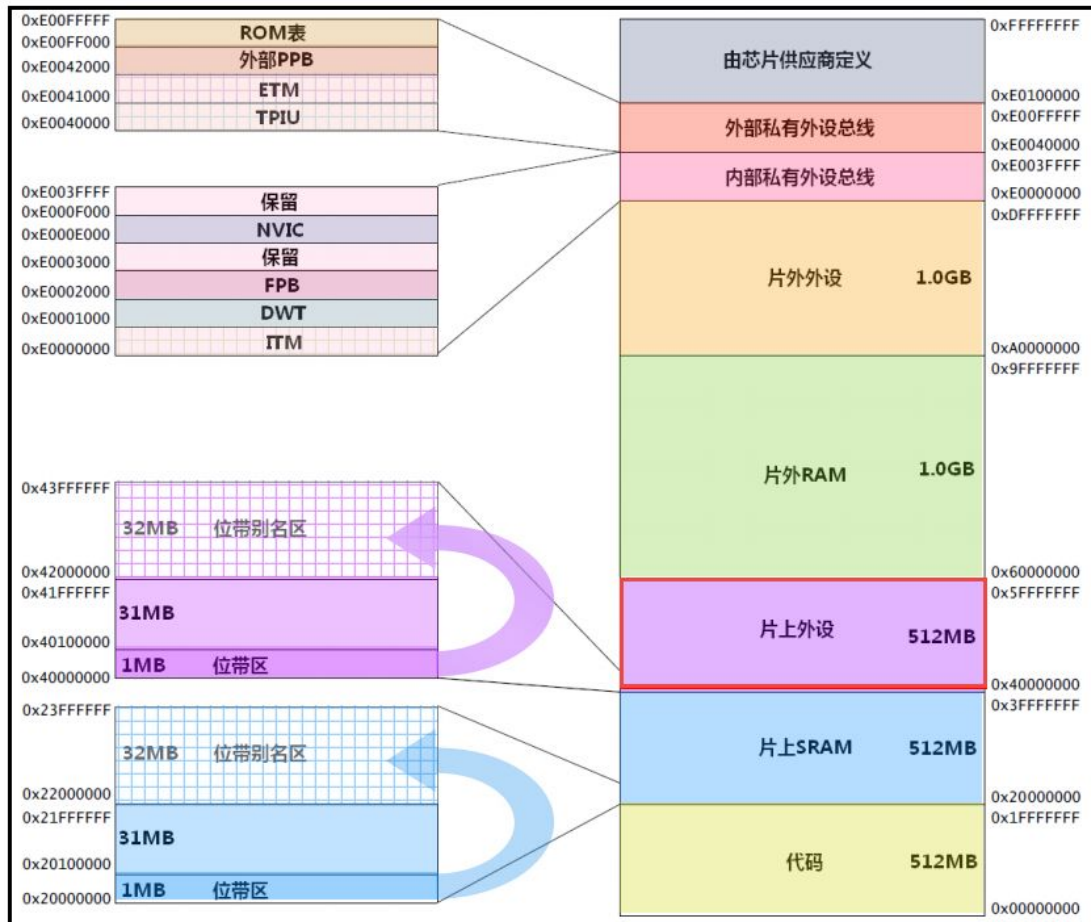 0xE00FFFFF
ROM表
0xE00FF000
外部PPB
0xE0042000
ETM
0xE0041000
TPIU
0xE0040000
0xE003FFFF
保留
0xE000F000
NVIC
0xE000E000
保留
0xE0003000
FPB
0xE0002000
DWT
0xE0001000
ITM
0xE0000000
0x43FFFFFF
32MB 位带别名区
0x42000000
0x41FFFFFF
31MB
0x40100000
1MB 位带区
0x40000000
0x23FFFFFF
32MB 位带别名区
0x22000000
0x21FFFFFF
31MB
0x20100000
1MB 位带区
0x20000000
0xFFFFFFFF
由芯片供应商定义
0xE0100000
0xE00FFFFF
外部私有外设总线
0xE0040000
0xE003FFFF
内部私有外设总线
0xE0000000
0xDFFFFFFF
片外外设 1.0GB
0xA0000000
0x9FFFFFFF
片外RAM 1.0GB
0x60000000
0x5FFFFFFF
片上外设 512MB
0x40000000
0x3FFFFFFF
片上SRAM 512MB
0x20000000
0x1FFFFFFF
代码 512MB
0x00000000